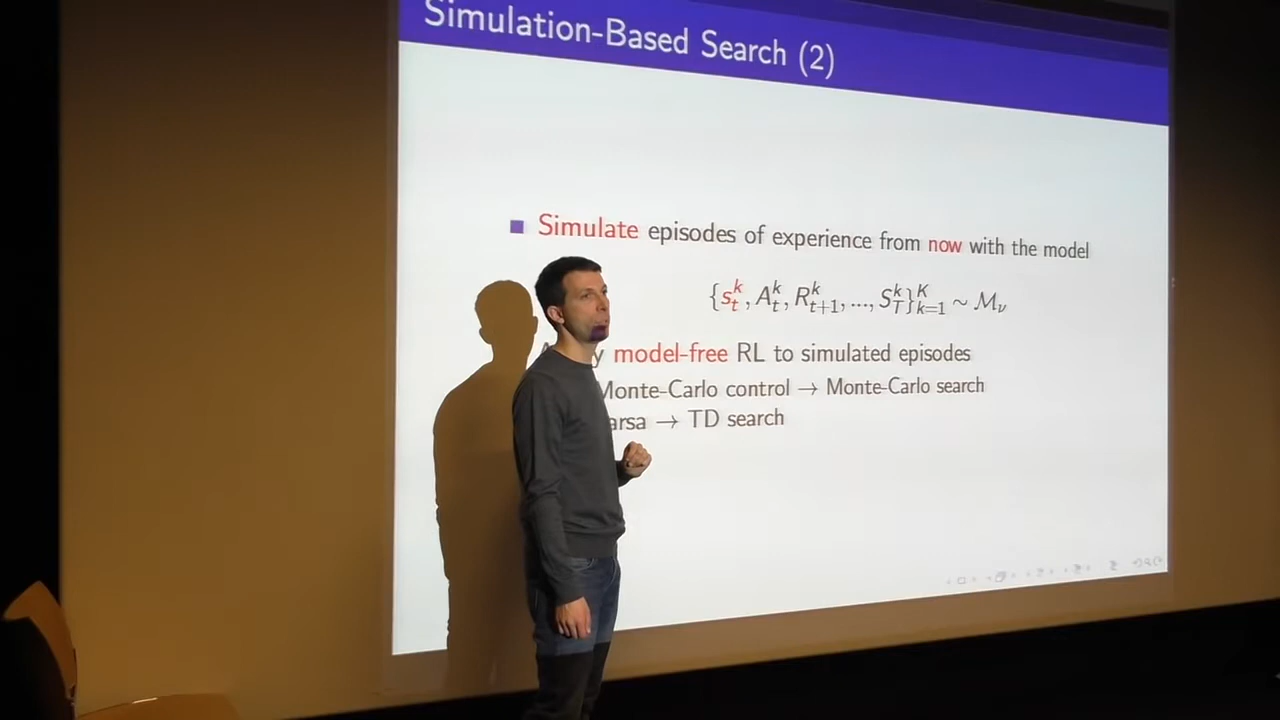 Simulation-Based Search (2)
Simulate episodes of experience from now with the model
{s_t^k, A_t^k, R_{t+1}^k, ..., S_T^k}_{k=1}^K ∼ M_ν
model-free RL to simulated episodes
Monte-Carlo control → Monte-Carlo search
→ TD search